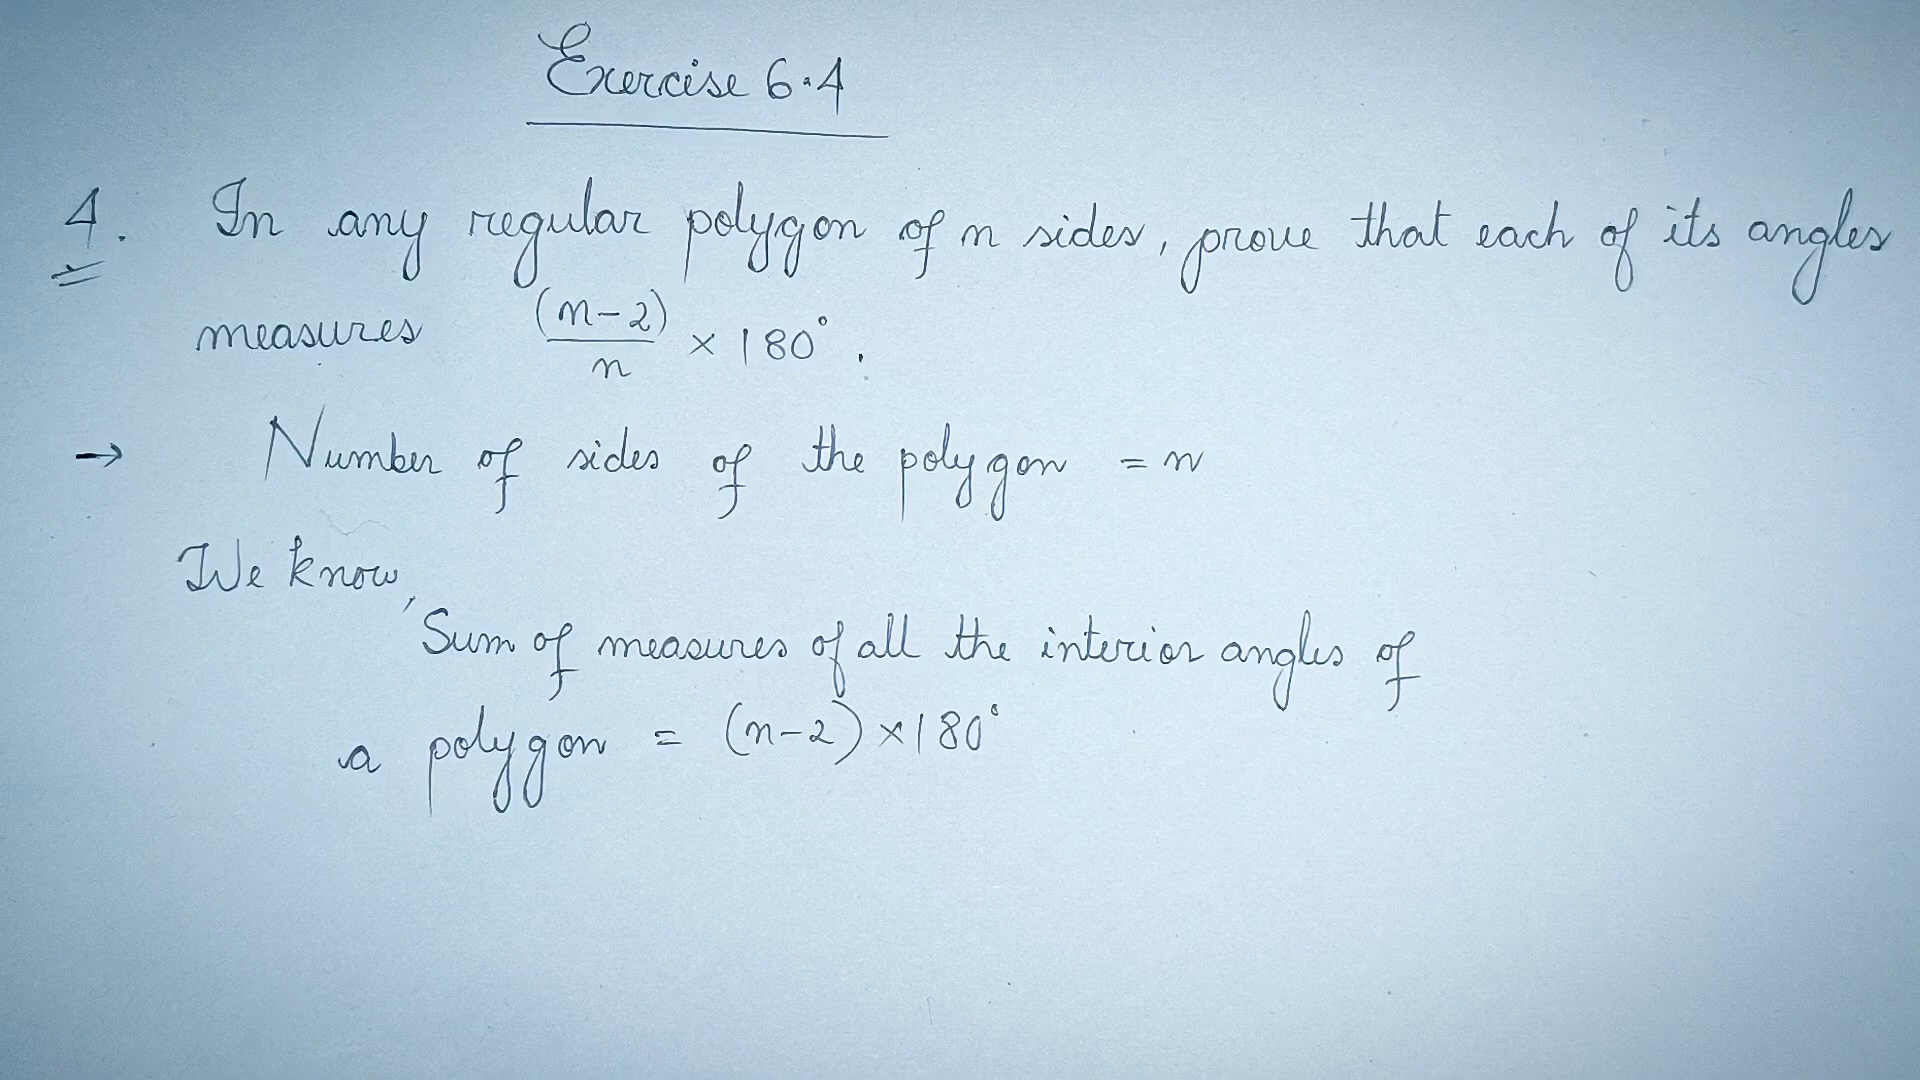 Exercise 6.4
4. In any regular polygon of n sides, prove that each of its angles
measures (n-2)/n × 180°.
→ Number of sides of the polygon = n
We know,
Sum of measures of all the interior angles of
a polygon = (n-2) × 180°